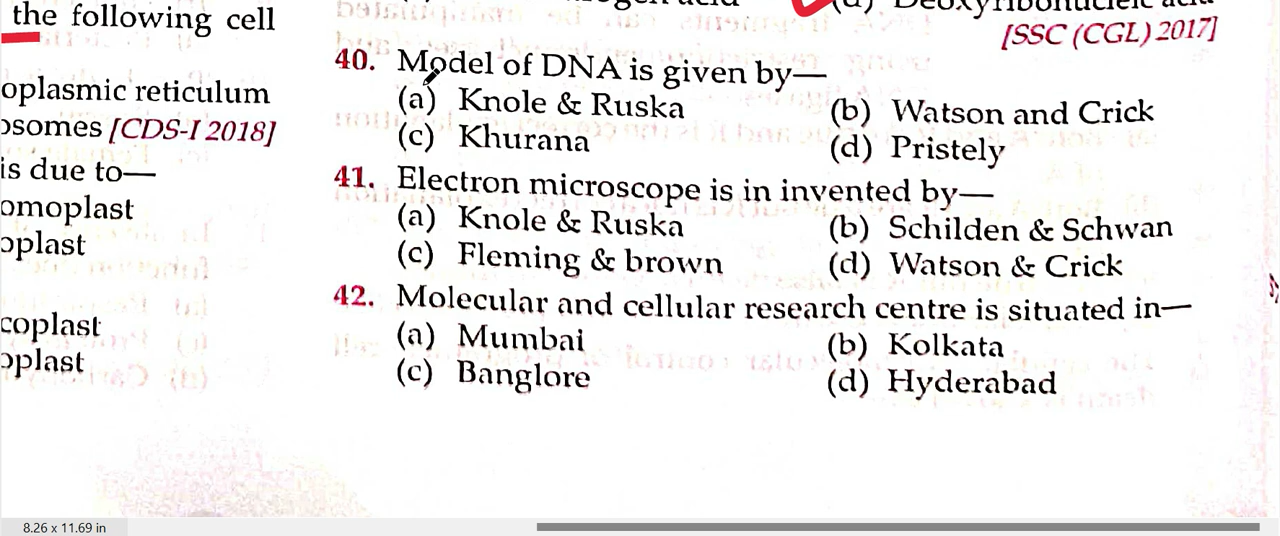 the following cell
[SSC (CGL) 2017]
40. Model of DNA is given by—
oplasmic reticulum
(a) Knole & Ruska (b) Watson and Crick
osomes [CDS-I 2018]
(c) Khurana (d) Pristely
is due to—
41. Electron microscope is in invented by—
omoplast
(a) Knole & Ruska (b) Schilden & Schwan
oplast
(c) Fleming & brown (d) Watson & Crick
42. Molecular and cellular research centre is situated in—
coplast
(a) Mumbai (b) Kolkata
oplast
(c) Banglore (d) Hyderabad
8.26 x 11.69 in